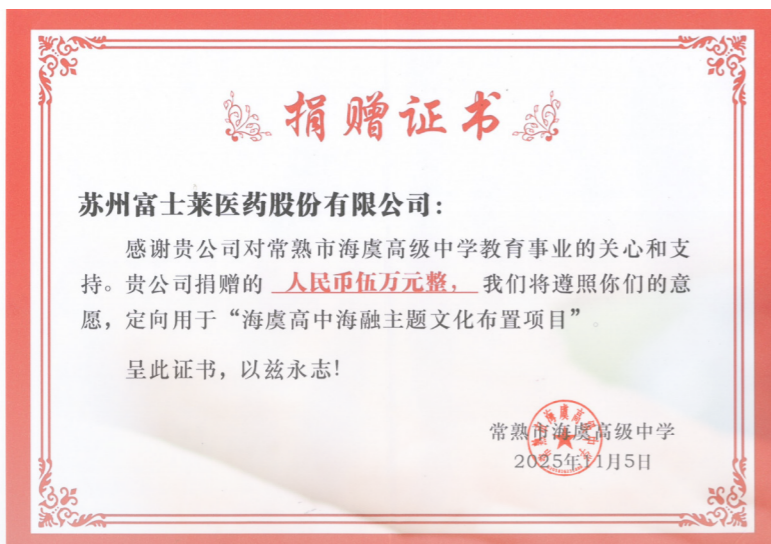 捐赠证书
苏州富士莱医药股份有限公司：
感谢贵公司对常熟市海虞高级中学教育事业的关心和支
持。贵公司捐赠的 人民币伍万元整， 我们将遵照你们的意
愿，定向用于“海虞高中海融主题文化布置项目”
呈此证书，以兹永志！
常熟市海虞高级中学
2025年11月5日